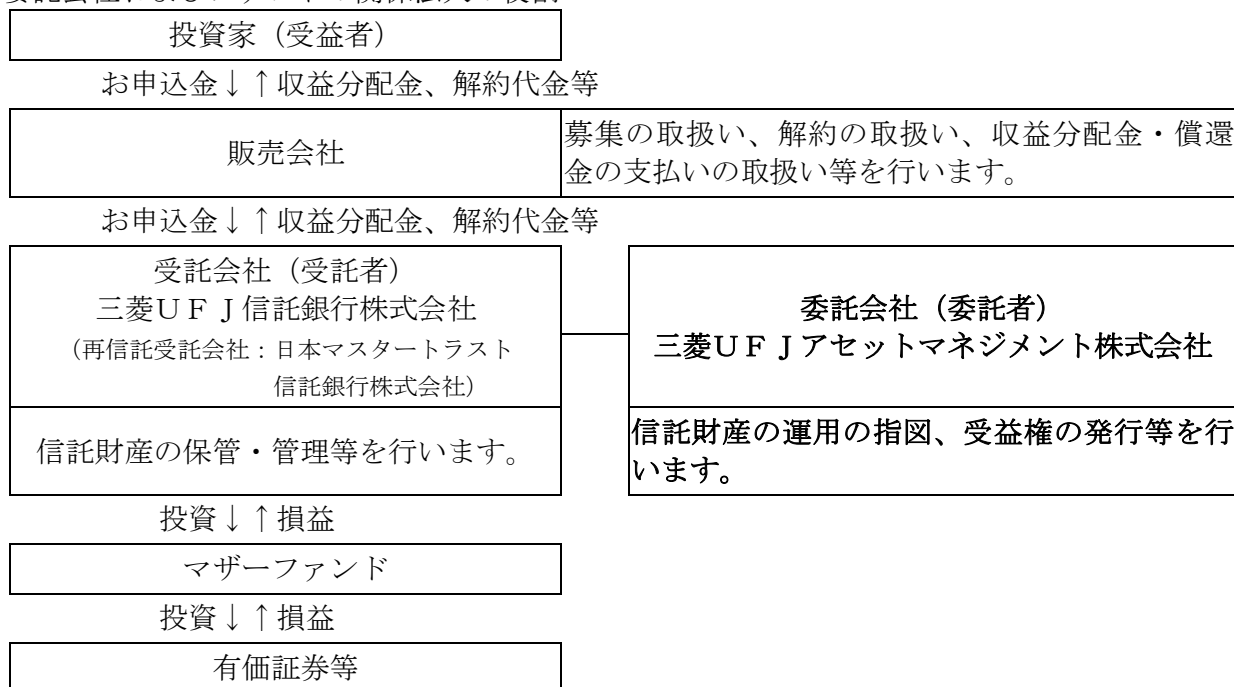 投資家（受益者）
お申込金↓↑収益分配金、解約代金等
販売会社
募集の取扱い、解約の取扱い、収益分配金・償還
金の支払いの取扱い等を行います。
お申込金↓↑収益分配金、解約代金等
受託会社（受託者）
三菱ＵＦＪ信託銀行株式会社
（再信託受託会社：日本マスタートラスト
信託銀行株式会社）
信託財産の保管・管理等を行います。
委託会社（委託者）
三菱ＵＦＪアセットマネジメント株式会社
信託財産の運用の指図、受益権の発行等を行
います。
投資↓↑損益
マザーファンド
投資↓↑損益
有価証券等